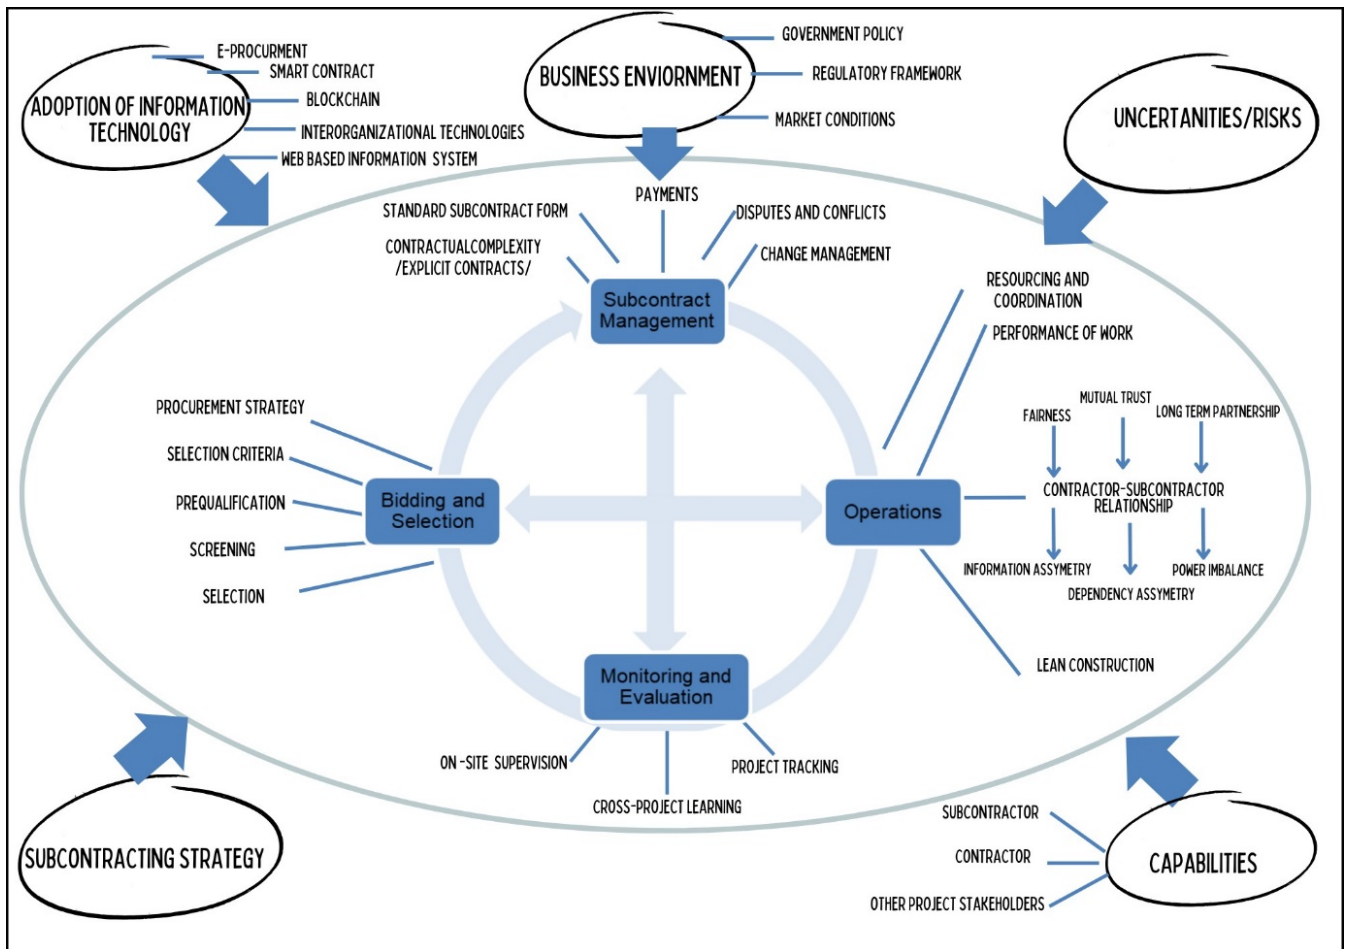 E-PROCURMENT
SMART CONTRACT
BLOCKCHAIN
INTERORGANIZATIONAL TECHNOLOGIES
WEB BASED INFORMATION SYSTEM
ADOPTION OF INFORMATION
TECHNOLOGY
BUSINESS ENVIORNMENT
GOVERNMENT POLICY
REGULATORY FRAMEWORK
MARKET CONDITIONS
UNCERTANITIES/RISKS
PAYMENTS
STANDARD SUBCONTRACT FORM
DISPUTES AND CONFLICTS
CONTRACTUALCOMPLEXITY
/EXPLICIT CONTRACTS/
CHANGE MANAGEMENT
Subcontract
Management
RESOURCING AND
COORDINATION
PERFORMANCE OF WORK
PROCUREMENT STRATEGY
SELECTION CRITERIA
PREQUALIFICATION
SCREENING
SELECTION
Bidding and
Selection
Operations
FAIRNESS
MUTUAL TRUST
LONG TERM PARTNERSHIP
CONTRACTOR-SUBCONTRACTOR
RELATIONSHIP
INFORMATION ASSYMETRY
DEPENDENCY ASSYMETRY
POWER IMBALANCE
LEAN CONSTRUCTION
Monitoring and
Evaluation
ON-SITE SUPERVISION
CROSS-PROJECT LEARNING
PROJECT TRACKING
SUBCONTRACTING STRATEGY
SUBCONTRACTOR
CONTRACTOR
OTHER PROJECT STAKEHOLDERS
CAPABILITIES